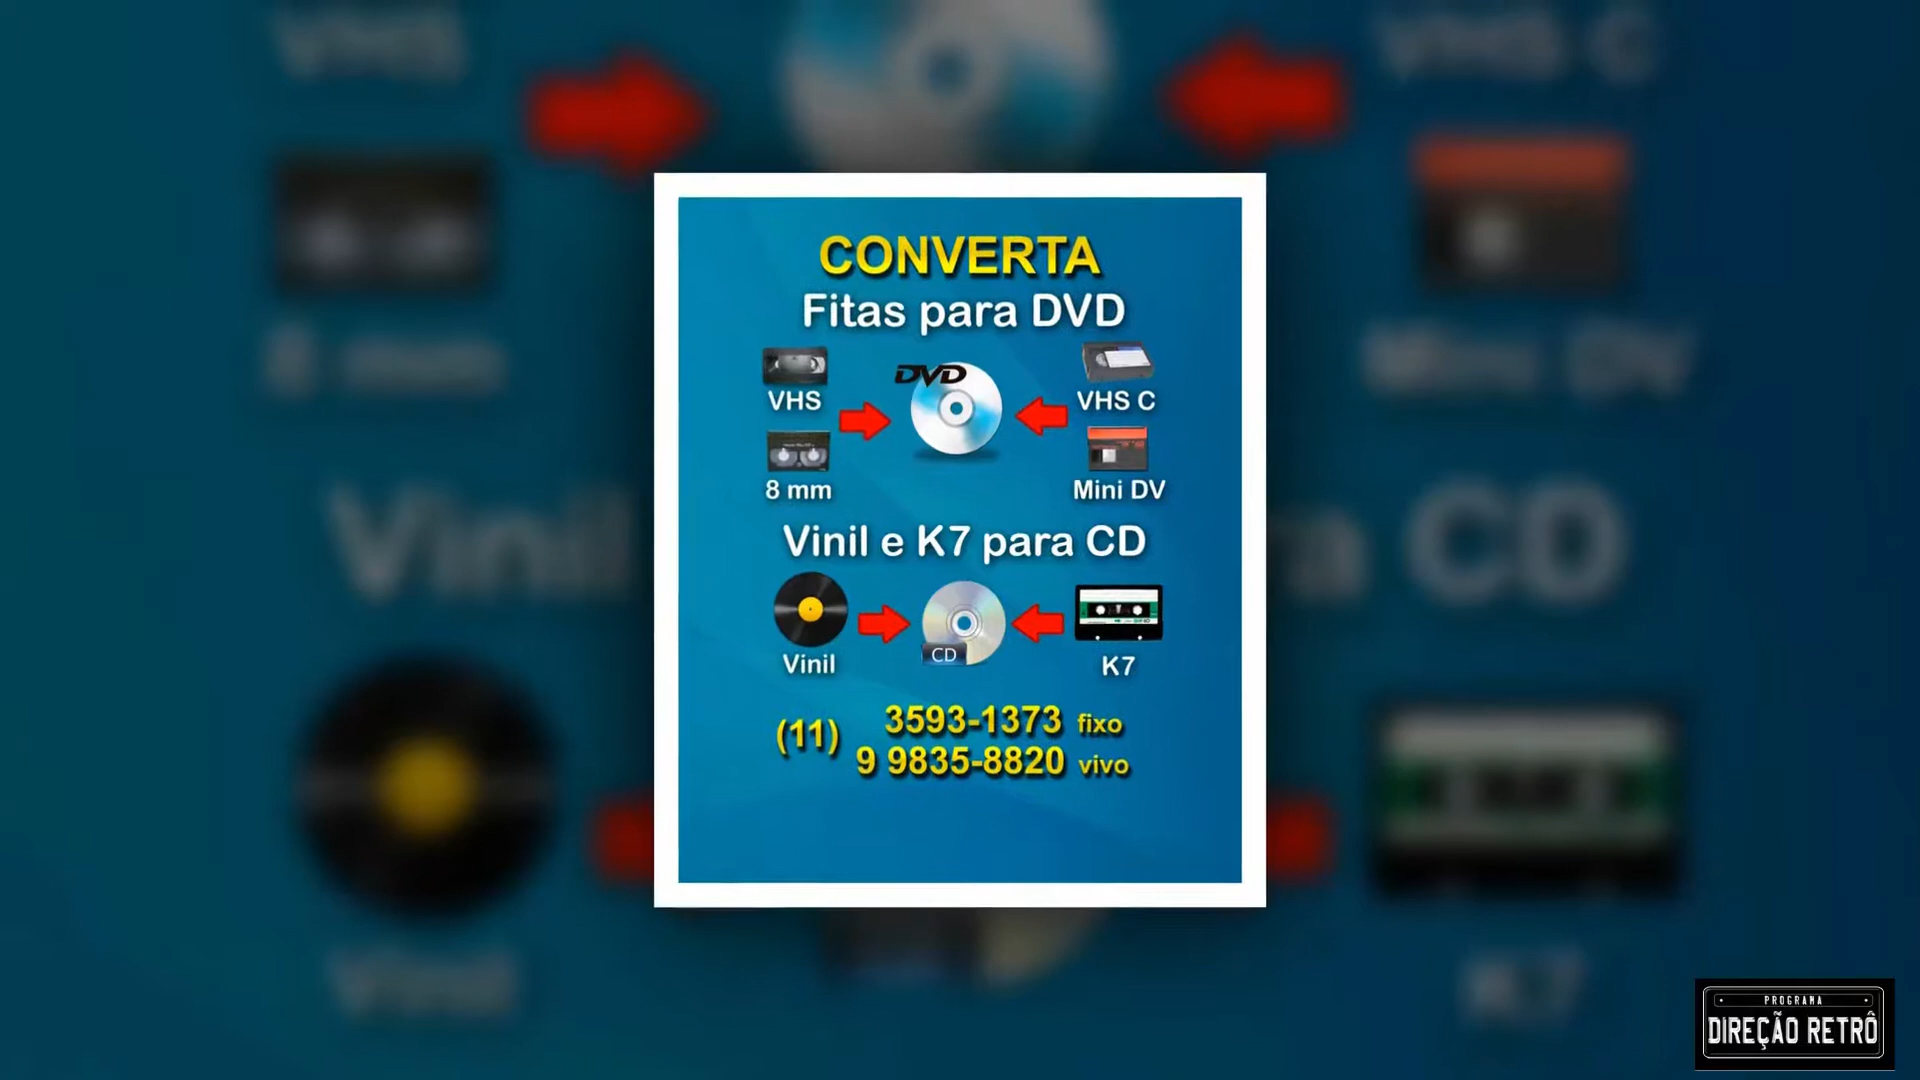 CONVERTA
Fitas para DVD
DVD
VHS
VHS C
8 mm
Mini DV
Vinil e K7 para CD
CD
Vinil
K7
(11) 3593-1373 fixo
9 9835-8820 vivo
PROGRAMA
DIREÇÃO RETRÔ